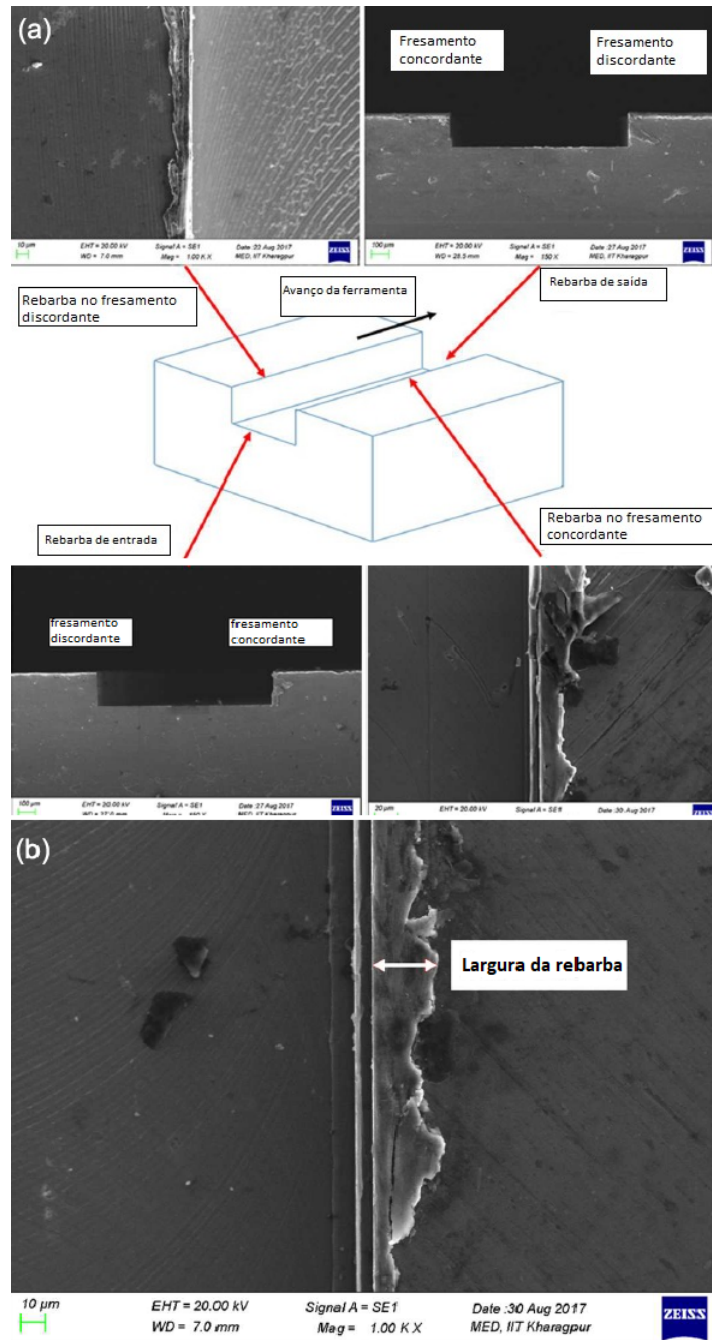 (a)
10 μm
EHT = 20.00 kV
WD = 7.0 mm
Signal A = SE1
Mag = 1.00 K X
Date :22 Aug 2017
MED, IIT Kharagpur
ZEISS
Fresamento
concordante
Fresamento
discordante
100 μm
EHT = 20.00 kV
WD = 28.5 mm
Signal A = SE1
Mag = 150 X
Date :27 Aug 2017
MED, IIT Kharagpur
ZEISS
Rebarba no fresamento
discordante
Avanço da ferramenta
Rebarba de saída
Rebarba de entrada
Rebarba no fresamento
concordante
fresamento
discordante
fresamento
concordante
100 μm
EHT = 20.00 kV
Signal A = SE1
Date :27 Aug 2017
ZEISS
20 μm
EHT = 20.00 kV
Signal A = SE1
Date :30 Aug 2017
ZEISS
(b)
Largura da rebarba
10 μm
EHT = 20.00 kV
WD = 7.0 mm
Signal A = SE1
Mag = 1.00 K X
Date :30 Aug 2017
MED, IIT Kharagpur
ZEISS